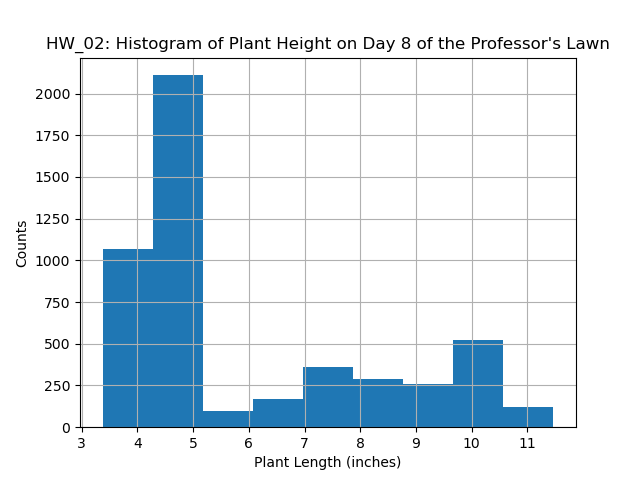 HW_02: Histogram of Plant Height on Day 8 of the Professor's Lawn
2000
1750
1500
1250
1000
750
500
250
0
Counts
3 4 5 6 7 8 9 10 11
Plant Length (inches)